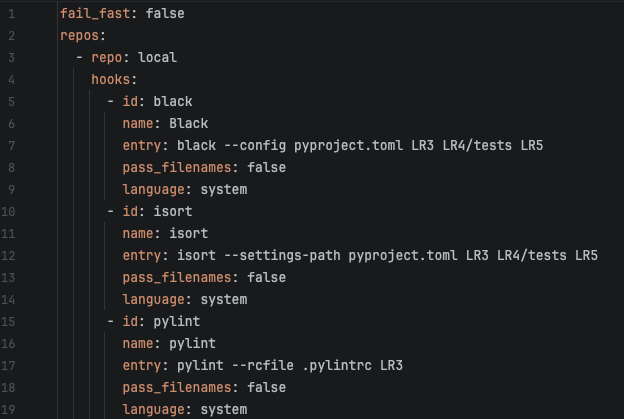 1 fail_fast: false
2 repos:
3 - repo: local
4 hooks:
5 - id: black
6 name: Black
7 entry: black --config pyproject.toml LR3 LR4/tests LR5
8 pass_filenames: false
9 language: system
10 - id: isort
11 name: isort
12 entry: isort --settings-path pyproject.toml LR3 LR4/tests LR5
13 pass_filenames: false
14 language: system
15 - id: pylint
16 name: pylint
17 entry: pylint --rcfile .pylintrc LR3
18 pass_filenames: false
19 language: system